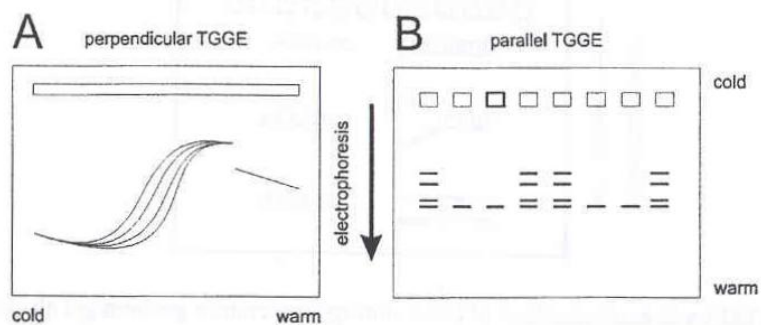 A
perpendicular TGGE
B
parallel TGGE
cold
electrophoresis
warm
cold
warm